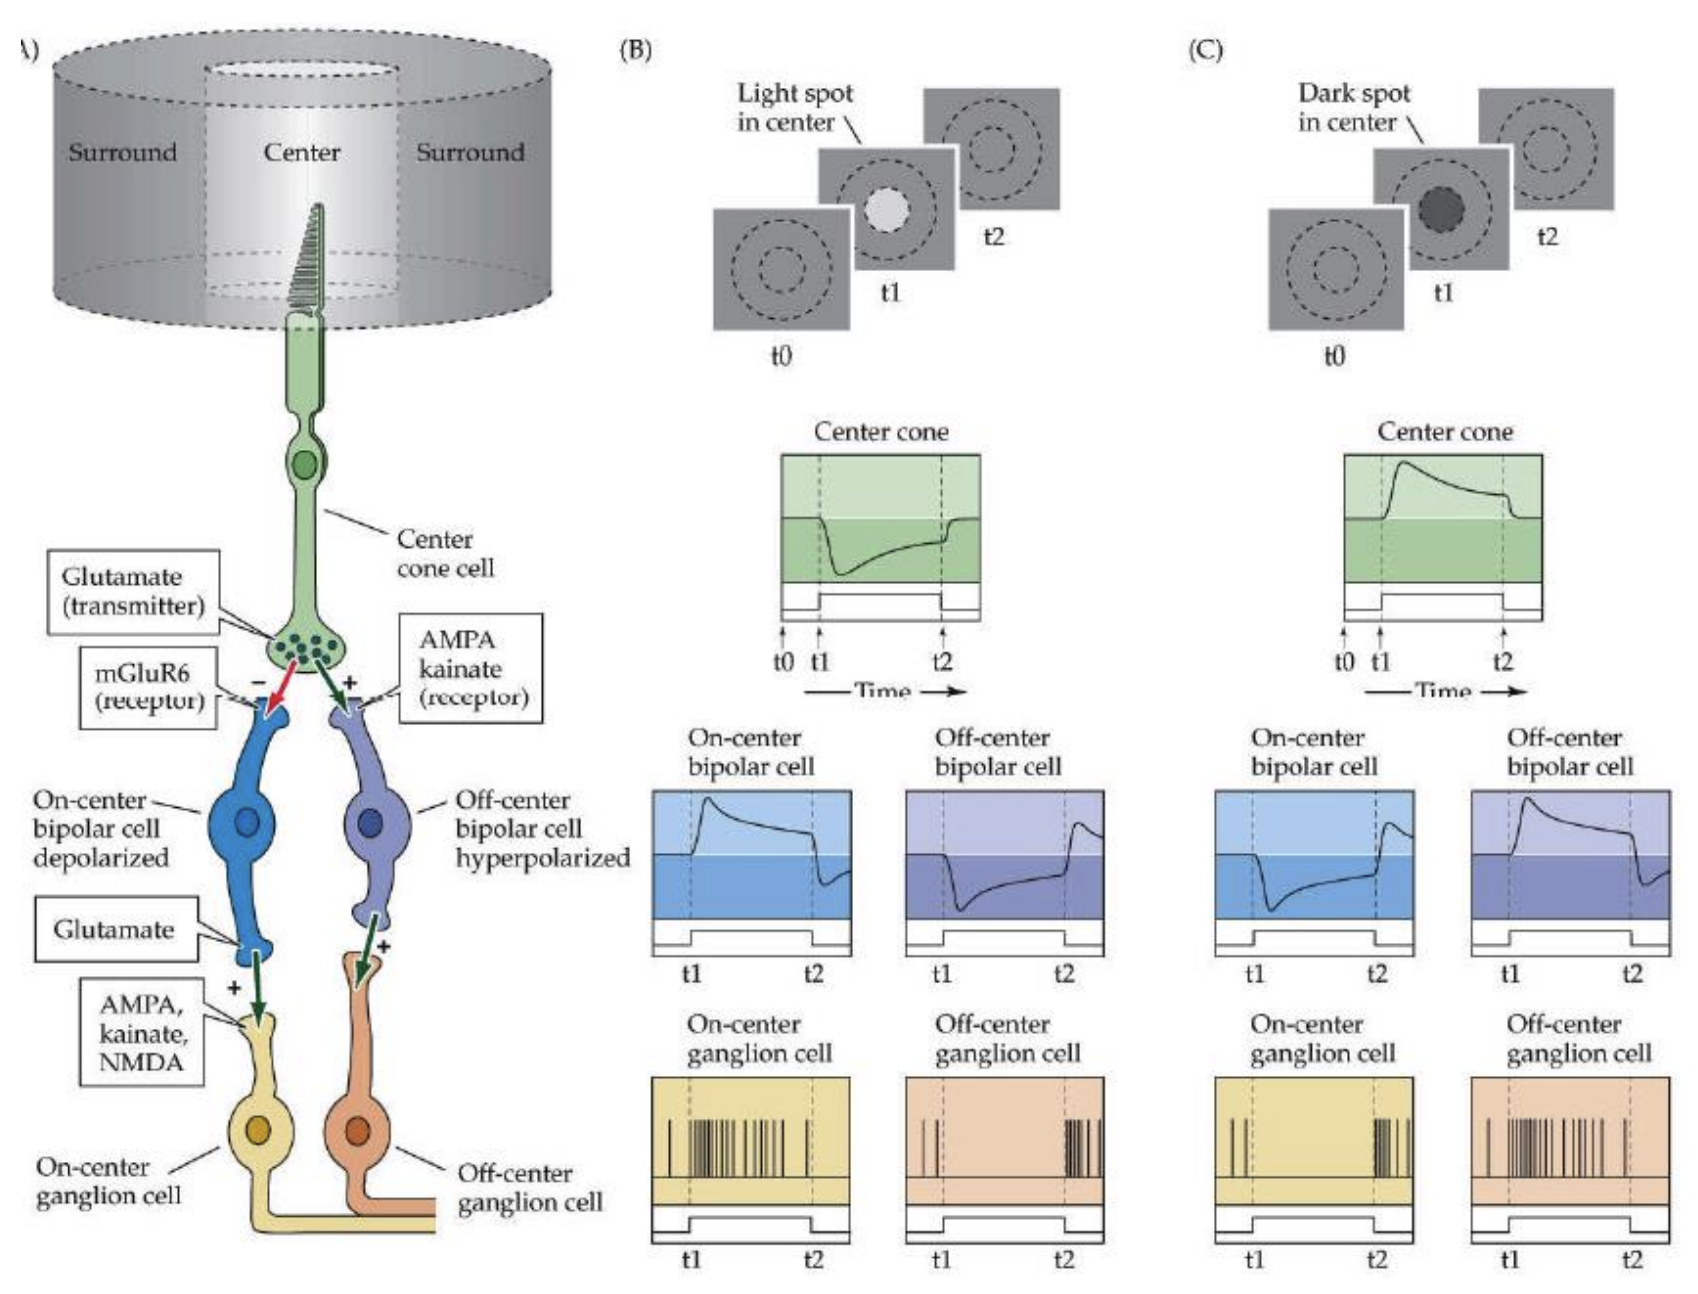 A)
Surround
Center
Surround
Center
cone cell
Glutamate
(transmitter)
AMPA
kainate
(receptor)
mGluR6
(receptor)
−
+
On-center
bipolar cell
depolarized
Off-center
bipolar cell
hyperpolarized
Glutamate
+
+
AMPA,
kainate,
NMDA
On-center
ganglion cell
Off-center
ganglion cell
(B)
Light spot
in center
t2
t1
t0
Center cone
t0 t1 t2
Time
On-center
bipolar cell
t1 t2
Off-center
bipolar cell
t1 t2
On-center
ganglion cell
t1 t2
Off-center
ganglion cell
t1 t2
(C)
Dark spot
in center
t2
t1
t0
Center cone
t0 t1 t2
Time
On-center
bipolar cell
t1 t2
Off-center
bipolar cell
t1 t2
On-center
ganglion cell
t1 t2
Off-center
ganglion cell
t1 t2